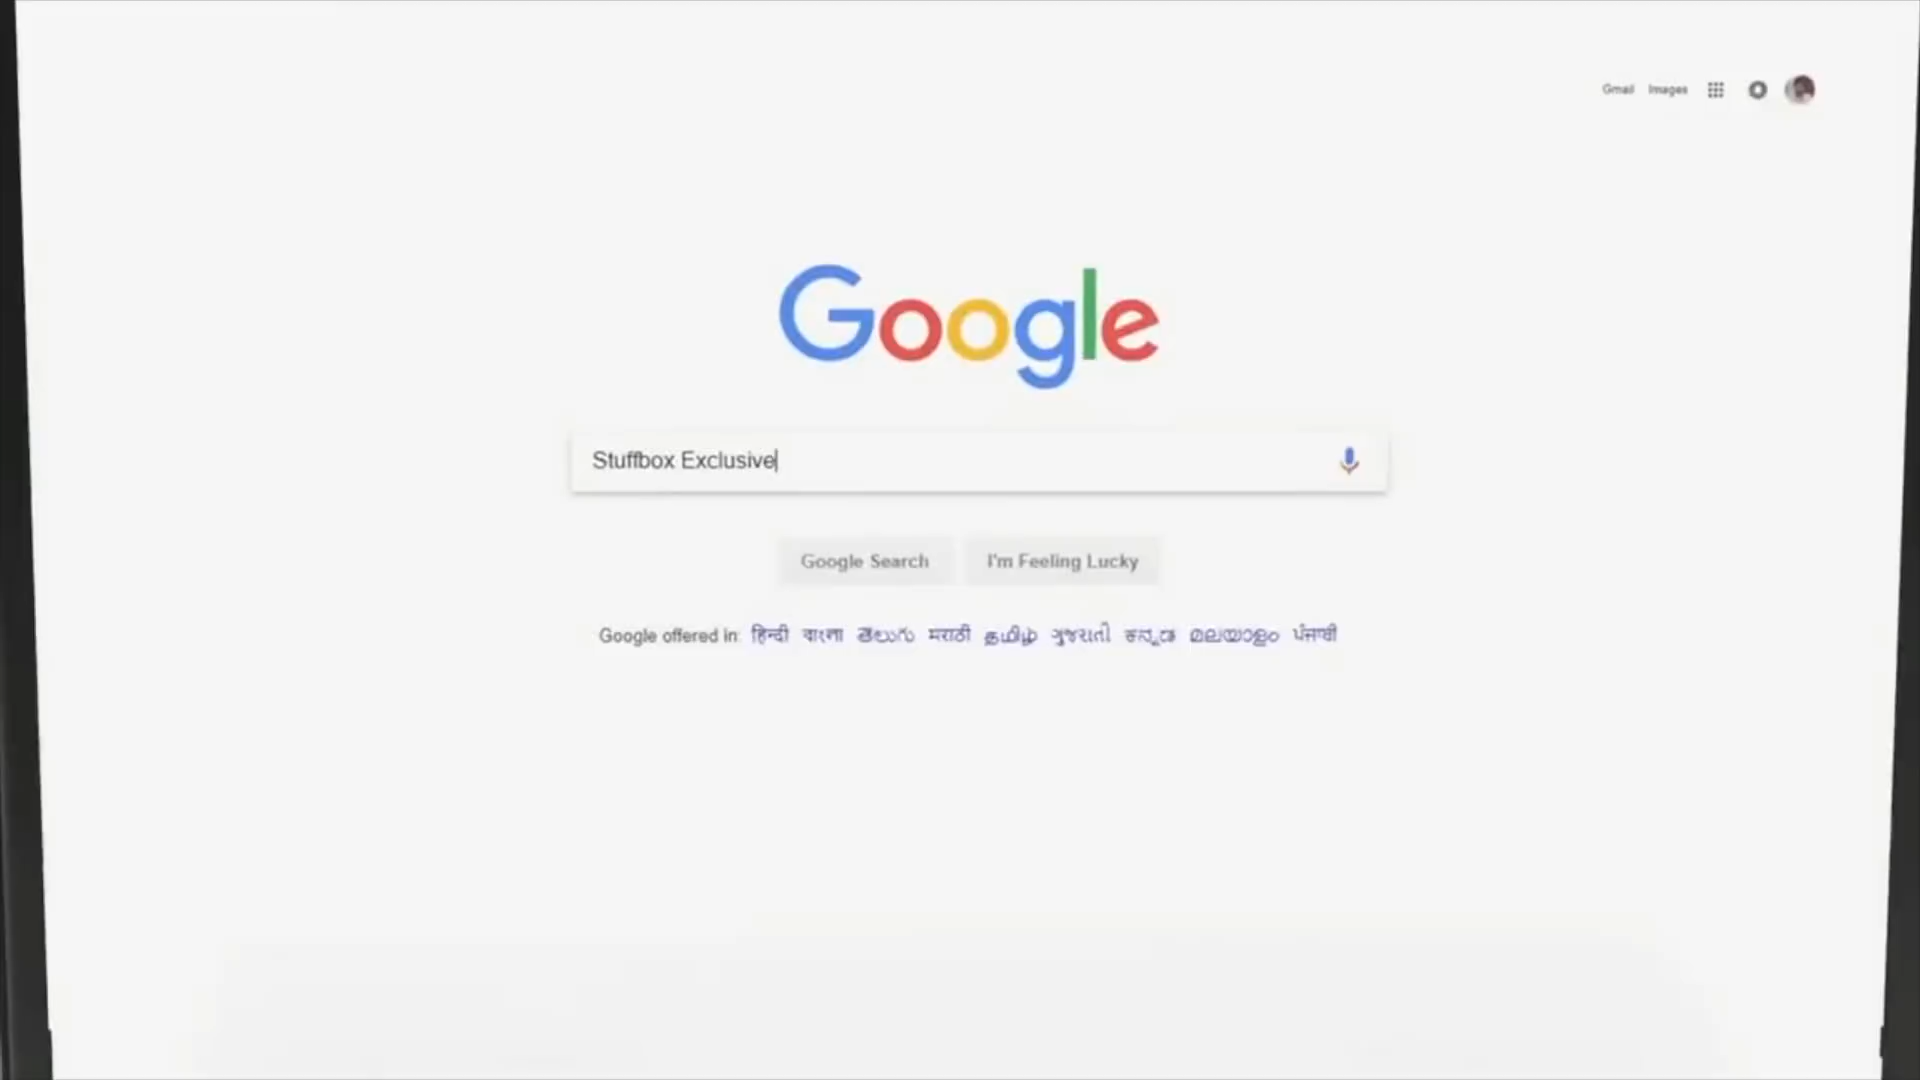 Gmail Images
Google
Stuffbox Exclusive
Google Search I'm Feeling Lucky
Google offered in: हिन्दी বাংলা తెలుగు मराठी தமிழ் ગુજરાતી ಕನ್ನಡ മലയാളം ਪੰਜਾਬੀ